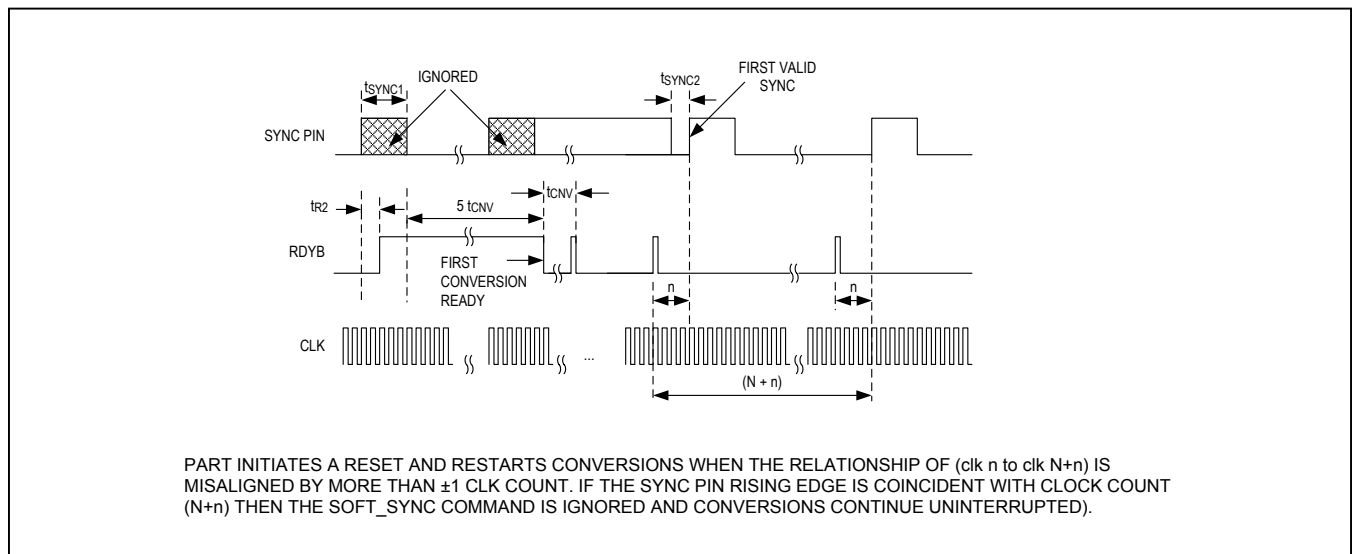 tSYNC1
IGNORED
tSYNC2
FIRST VALID
SYNC
SYNC PIN
tR2
5 tCNV
tCNV
RDYB
FIRST
CONVERSION
READY
n
n
CLK
...
(N + n)
PART INITIATES A RESET AND RESTARTS CONVERSIONS WHEN THE RELATIONSHIP OF (clk n to clk N+n) IS
MISALIGNED BY MORE THAN ±1 CLK COUNT. IF THE SYNC PIN RISING EDGE IS COINCIDENT WITH CLOCK COUNT
(N+n) THEN THE SOFT_SYNC COMMAND IS IGNORED AND CONVERSIONS CONTINUE UNINTERRUPTED).